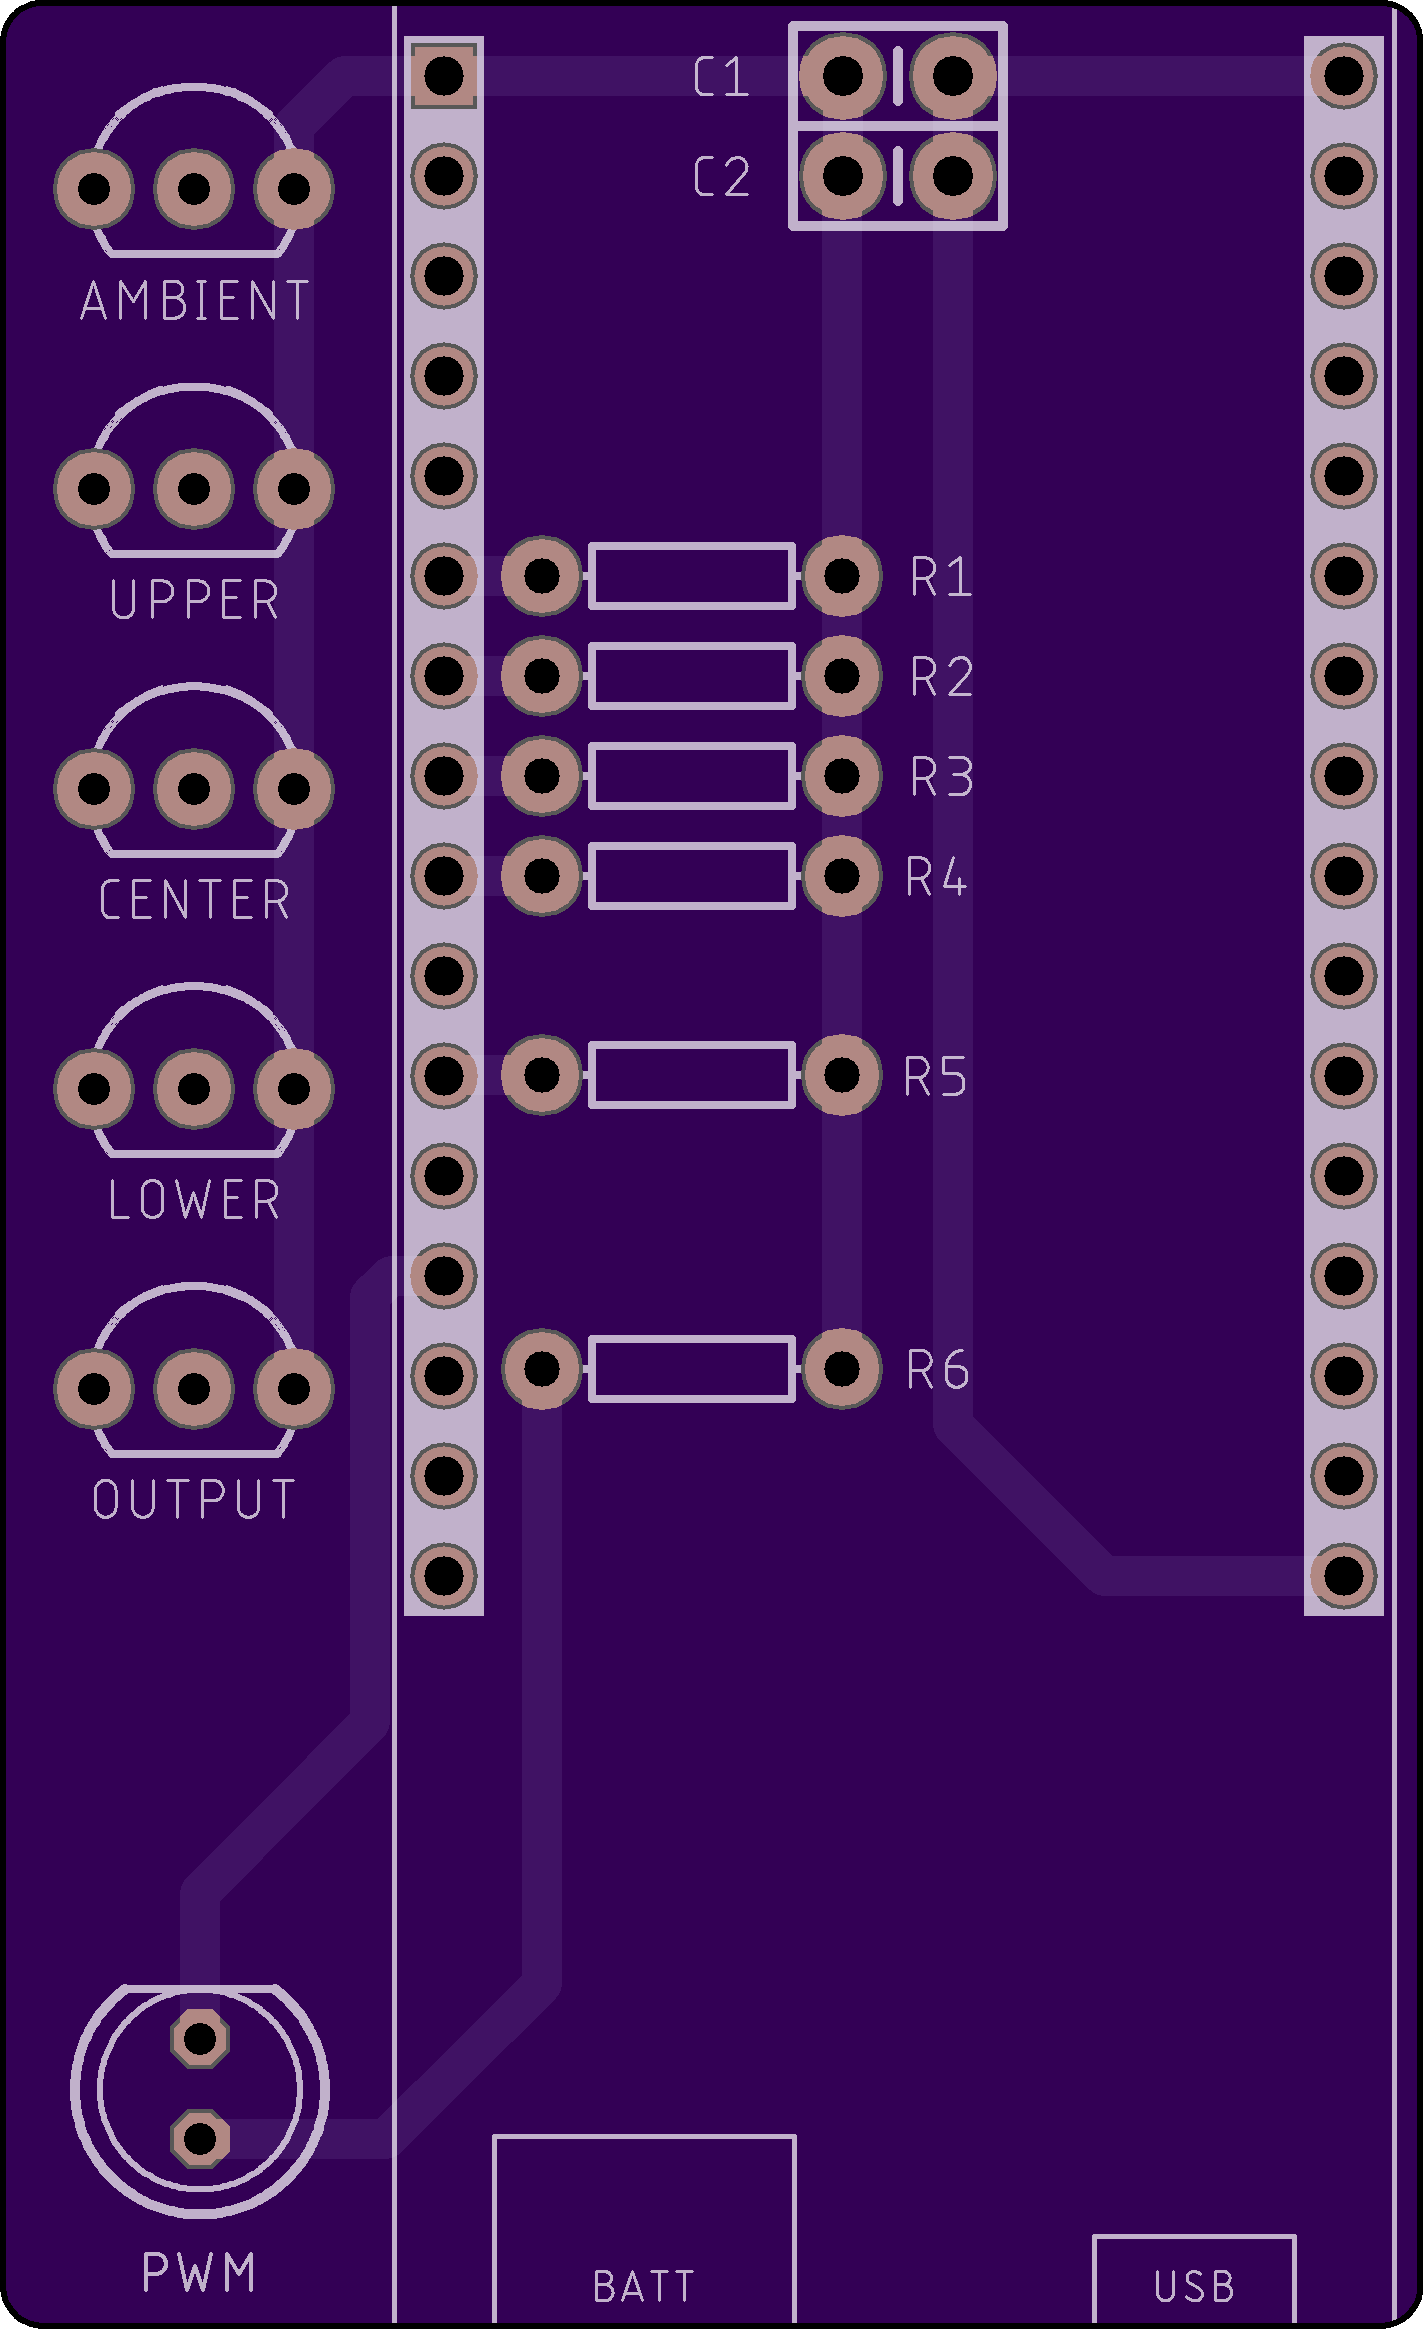 C1
C2
AMBIENT
UPPER
R1
R2
R3
CENTER
R4
R5
LOWER
R6
OUTPUT
PWM
BATT
USB